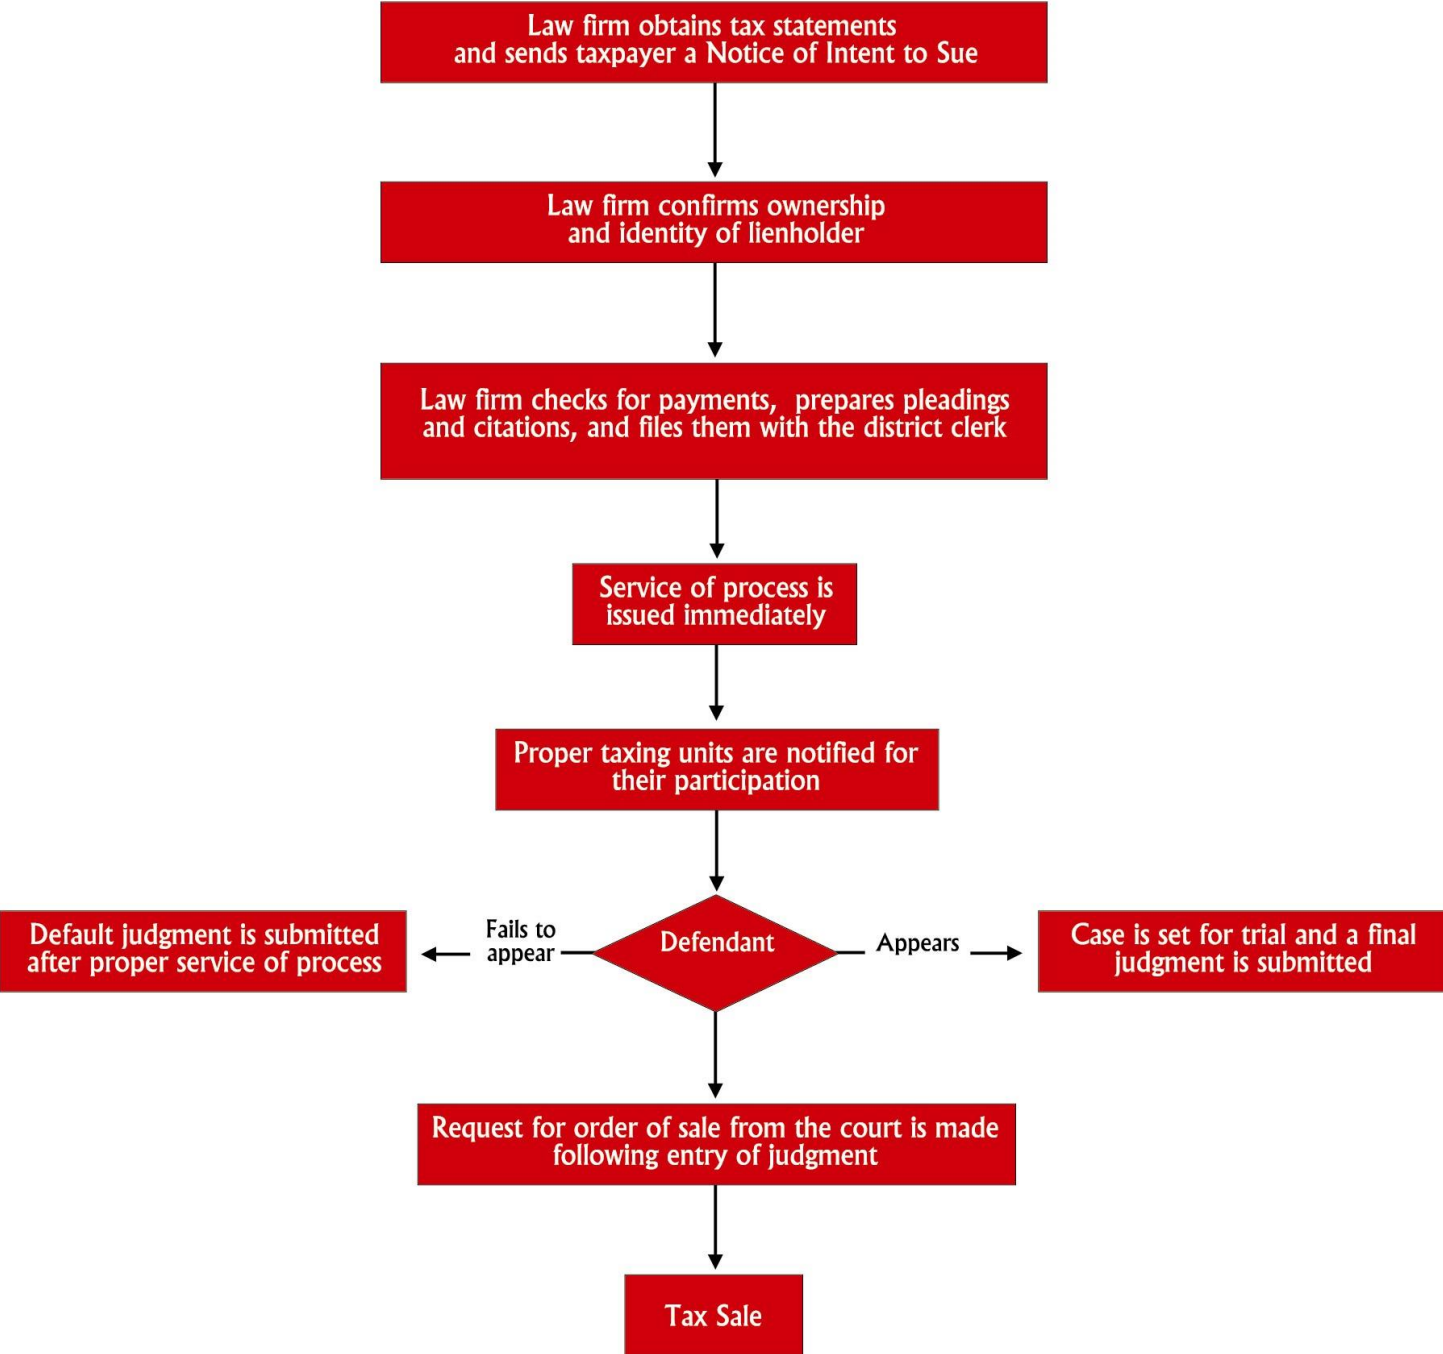 Law firm obtains tax statements
and sends taxpayer a Notice of Intent to Sue
Law firm confirms ownership
and identity of lienholder
Law firm checks for payments,  prepares pleadings
and citations, and files them with the district clerk
Service of process is
issued immediately
Proper taxing units are notified for
their participation
Default judgment is submitted
after proper service of process
Fails to
appear
Defendant
Appears
Case is set for trial and a final
judgment is submitted
Request for order of sale from the court is made
following entry of judgment
Tax Sale